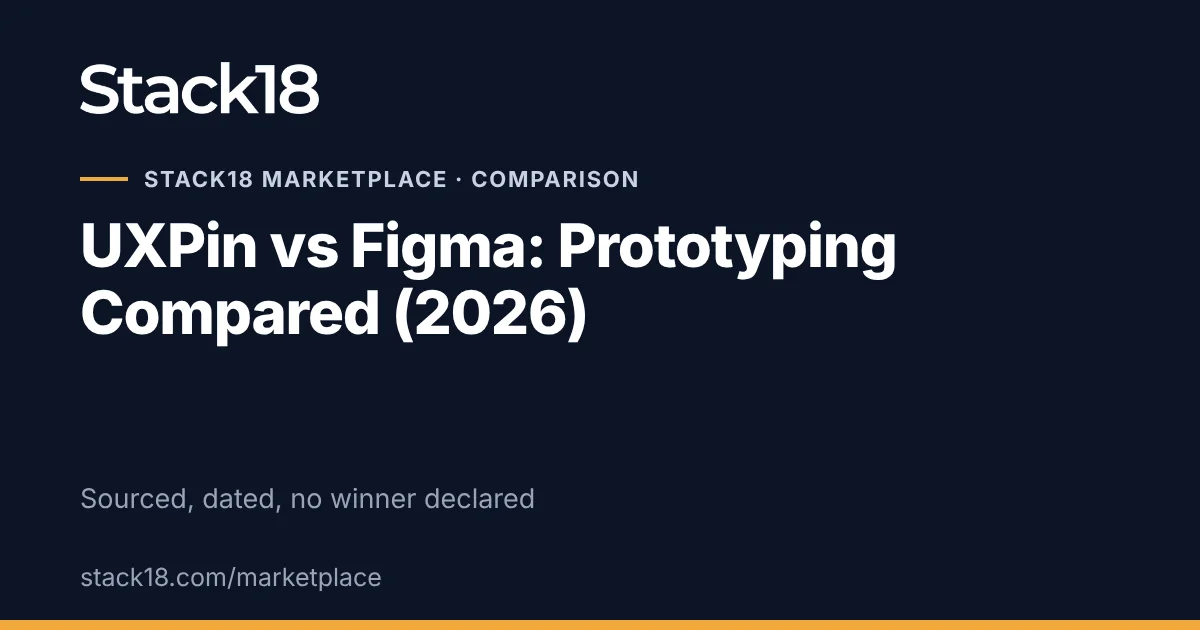 Stack18
STACK18 MARKETPLACE · COMPARISON
UXPin vs Figma: Prototyping
Compared (2026)
Sourced, dated, no winner declared
stack18.com/marketplace